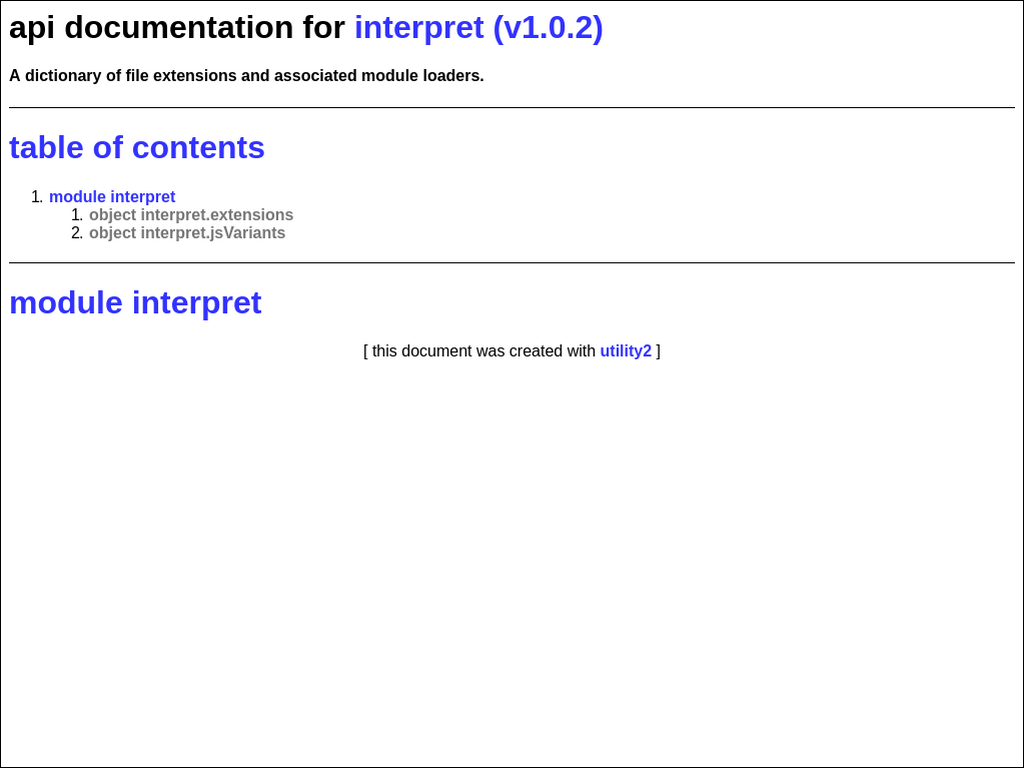 api documentation for interpret (v1.0.2)
A dictionary of file extensions and associated module loaders.
table of contents
1. module interpret
1. object interpret.extensions
2. object interpret.jsVariants
module interpret
[ this document was created with utility2 ]